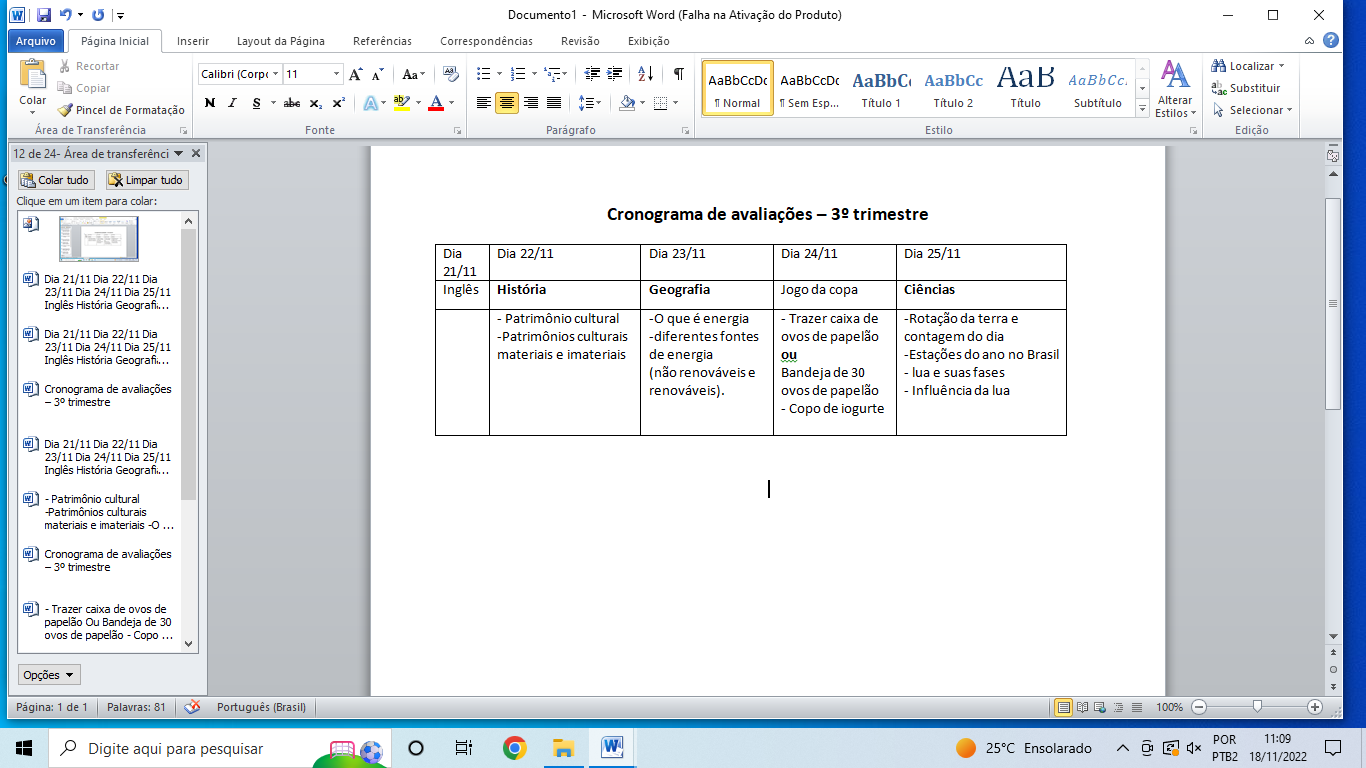 Documento1 - Microsoft Word (Falha na Ativação do Produto)
Arquivo Página Inicial Inserir Layout da Página Referências Correspondências Revisão Exibição
Colar
Recortar
Copiar
Pincel de Formatação
Área de Transferência
Calibri (Corp 11
Aa
N I S abc x₂ x²
Fonte
Parágrafo
AaBbCcDc AaBbCcDc AaBbCc AaBbCc AaB AaBbCc.
¶ Normal ¶ Sem Esp... Título 1 Título 2 Título Subtítulo
Estilo
Alterar
Estilos
Localizar
Substituir
Selecionar
Edição
12 de 24- Área de transferênci
Colar tudo Limpar tudo
Clique em um item para colar:
Dia 21/11 Dia 22/11 Dia
23/11 Dia 24/11 Dia 25/11
Inglês História Geografi...
Dia 21/11 Dia 22/11 Dia
23/11 Dia 24/11 Dia 25/11
Inglês História Geografi...
Cronograma de avaliações
– 3º trimestre
Dia 21/11 Dia 22/11 Dia
23/11 Dia 24/11 Dia 25/11
Inglês História Geografi...
- Patrimônio cultural
-Patrimônios culturais
materiais e imateriais -O ...
Cronograma de avaliações
– 3º trimestre
- Trazer caixa de ovos de
papelão Ou Bandeja de 30
ovos de papelão - Copo ...
Opções
Cronograma de avaliações – 3º trimestre
Dia
21/11
Dia 22/11
Dia 23/11
Dia 24/11
Dia 25/11
Inglês
História
Geografia
Jogo da copa
Ciências
- Patrimônio cultural
-Patrimônios culturais
materiais e imateriais
-O que é energia
-diferentes fontes
de energia
(não renováveis e
renováveis).
- Trazer caixa de
ovos de papelão
ou
Bandeja de 30
ovos de papelão
- Copo de iogurte
-Rotação da terra e
contagem do dia
-Estações do ano no Brasil
- lua e suas fases
- Influência da lua
Página: 1 de 1 Palavras: 81 Português (Brasil) 100%
Digite aqui para pesquisar
25°C Ensolarado
POR
PTB2
11:09
18/11/2022